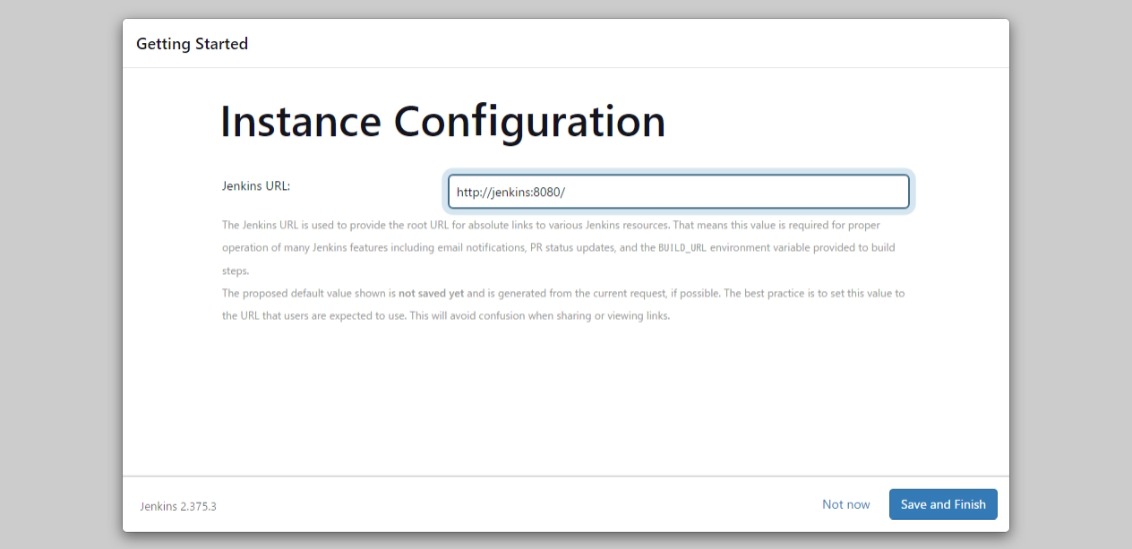 Getting Started
Instance Configuration
Jenkins URL:
http://jenkins:8080/
The Jenkins URL is used to provide the root URL for absolute links to various Jenkins resources. That means this value is required for proper
operation of many Jenkins features including email notifications, PR status updates, and the BUILD_URL environment variable provided to build
steps.
The proposed default value shown is not saved yet and is generated from the current request, if possible. The best practice is to set this value to
the URL that users are expected to use. This will avoid confusion when sharing or viewing links.
Jenkins 2.375.3
Not now
Save and Finish